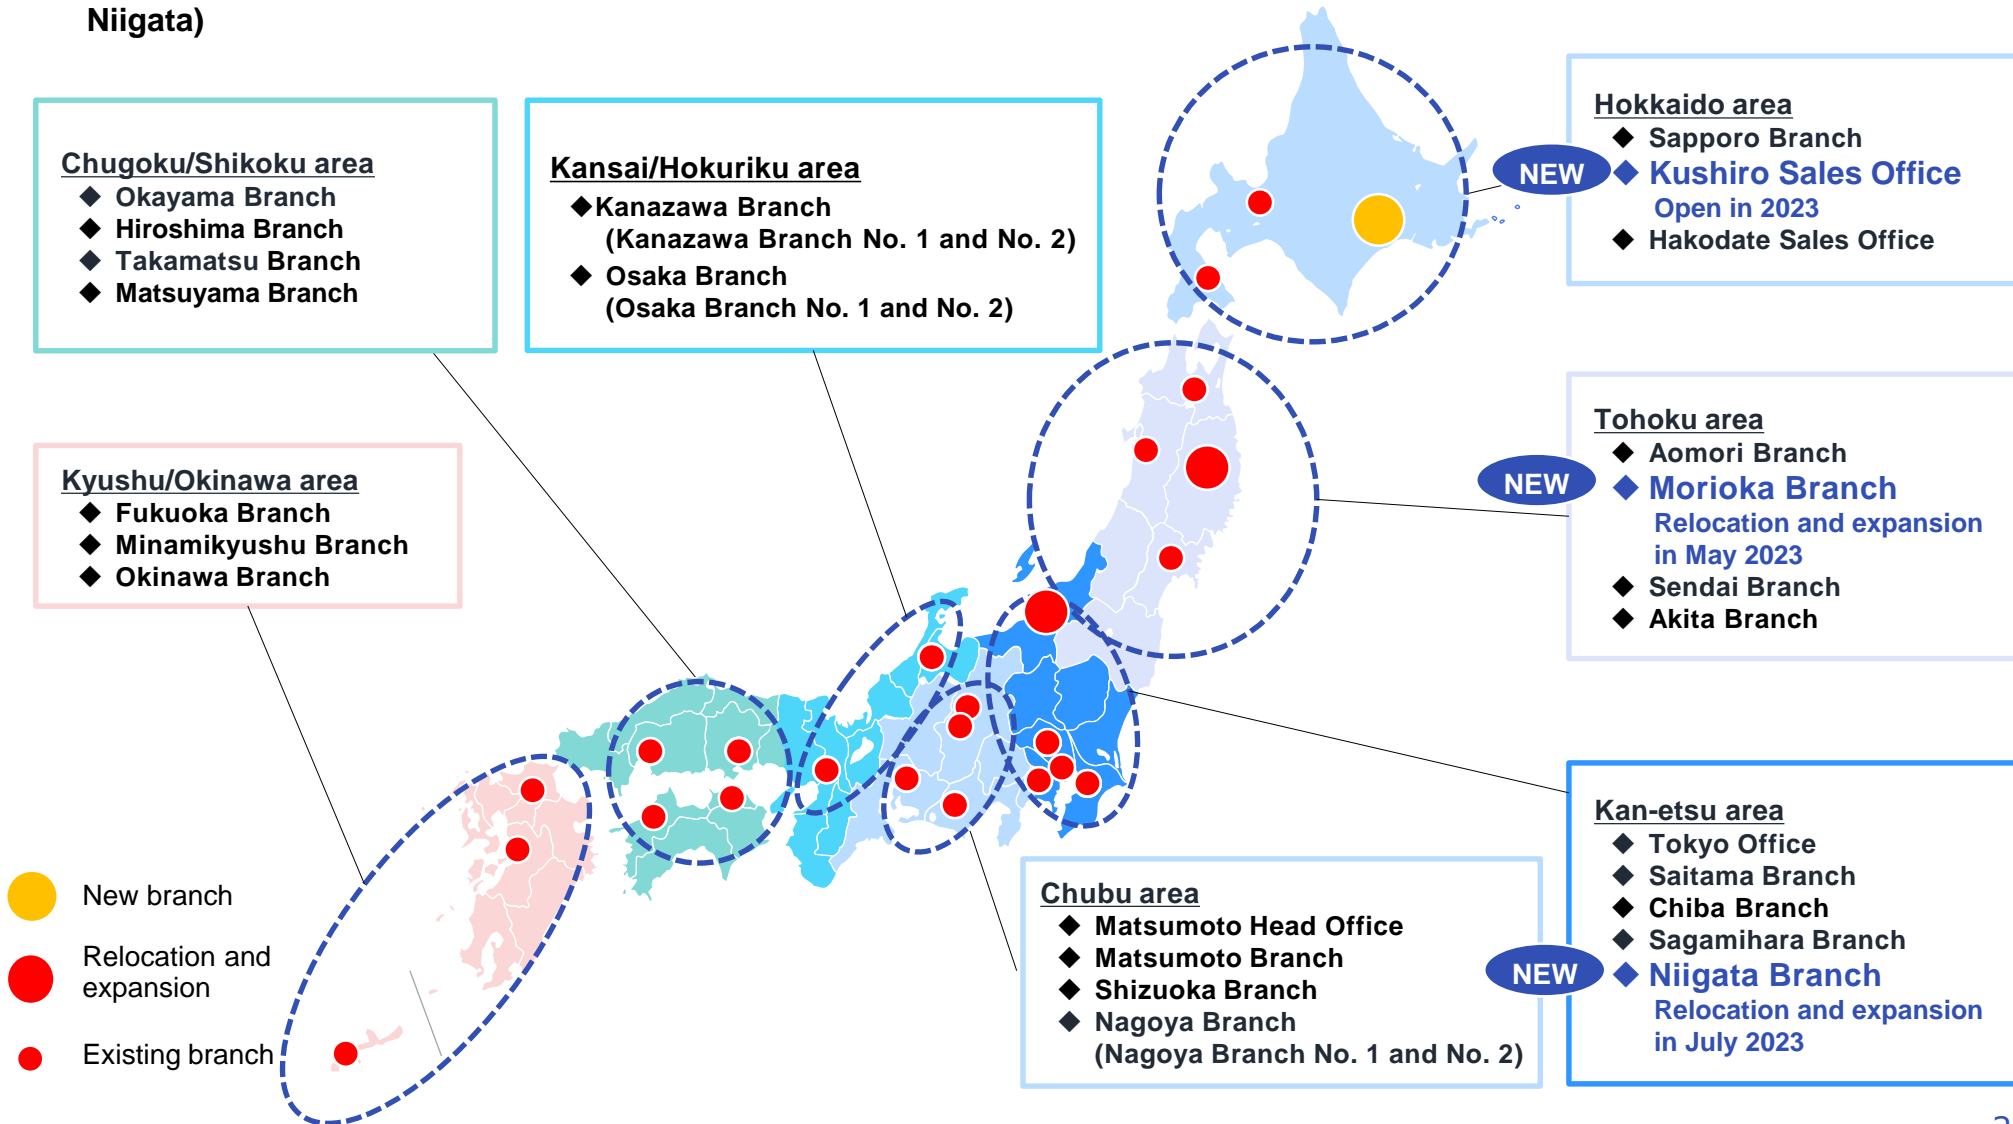 Niigata)
Chugoku/Shikoku area
◆ Okayama Branch
◆ Hiroshima Branch
◆ Takamatsu Branch
◆ Matsuyama Branch
Kansai/Hokuriku area
◆Kanazawa Branch
(Kanazawa Branch No. 1 and No. 2)
◆ Osaka Branch
(Osaka Branch No. 1 and No. 2)
Hokkaido area
◆ Sapporo Branch
NEW
◆ Kushiro Sales Office
Open in 2023
◆ Hakodate Sales Office
Kyushu/Okinawa area
◆ Fukuoka Branch
◆ Minamikyushu Branch
◆ Okinawa Branch
Tohoku area
◆ Aomori Branch
NEW
◆ Morioka Branch
Relocation and expansion
in May 2023
◆ Sendai Branch
◆ Akita Branch
Kan-etsu area
◆ Tokyo Office
◆ Saitama Branch
◆ Chiba Branch
◆ Sagamihara Branch
NEW
◆ Niigata Branch
Relocation and expansion
in July 2023
Chubu area
◆ Matsumoto Head Office
◆ Matsumoto Branch
◆ Shizuoka Branch
◆ Nagoya Branch
(Nagoya Branch No. 1 and No. 2)
New branch
Relocation and
expansion
Existing branch